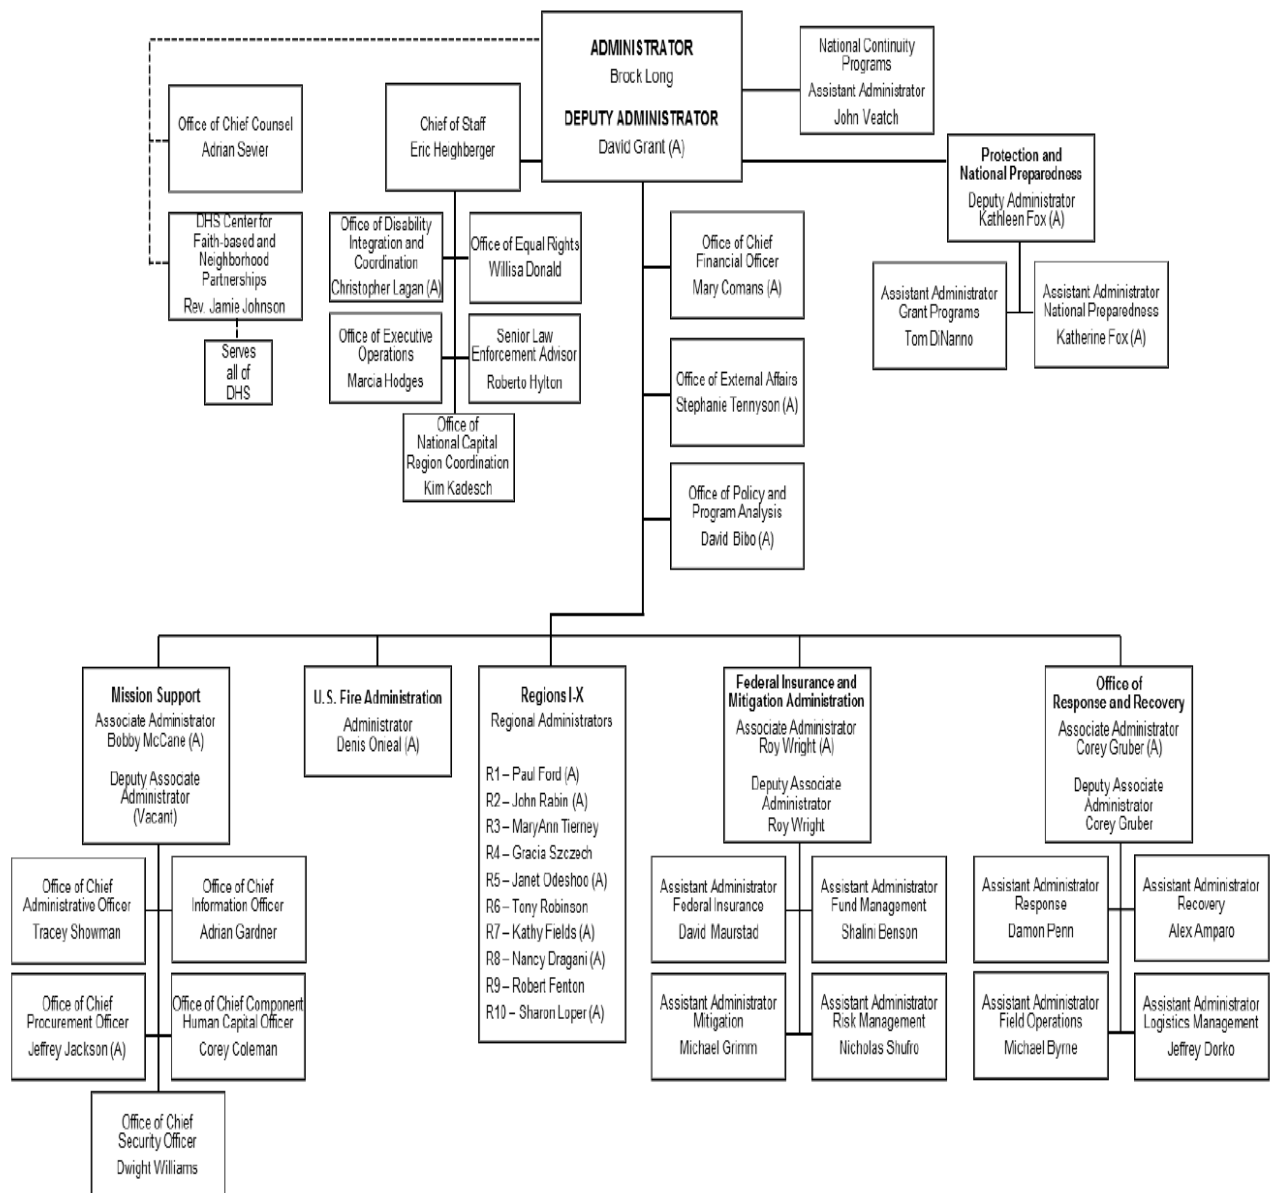 ADMINISTRATOR
Brock Long
DEPUTY ADMINISTRATOR
David Grant (A)
National Continuity
Programs
Assistant Administrator
John Veatch
Office of Chief Counsel
Adrian Sevier
Chief of Staff
Eric Heighberger
Protection and
National Preparedness
Deputy Administrator
Kathleen Fox (A)
DHS Center for
Faith-based and
Neighborhood
Partnerships
Rev. Jamie Johnson
Serves
all of
DHS
Office of Disability
Integration and
Coordination
Christopher Lagan (A)
Office of Equal Rights
Willisa Donald
Office of Executive
Operations
Marcia Hodges
Senior Law
Enforcement Advisor
Roberto Hylton
Office of
National Capital
Region Coordination
Kim Kadesch
Office of Chief
Financial Officer
Mary Comans (A)
Office of External Affairs
Stephanie Tennyson (A)
Office of Policy and
Program Analysis
David Bibo (A)
Assistant Administrator
Grant Programs
Tom DiNanno
Assistant Administrator
National Preparedness
Katherine Fox (A)
Mission Support
Associate Administrator
Bobby McCane (A)
Deputy Associate
Administrator
(Vacant)
U.S. Fire Administration
Administrator
Denis Onieal (A)
Regions I-X
Regional Administrators
R1 – Paul Ford (A)
R2 – John Rabin (A)
R3 – MaryAnn Tierney
R4 – Gracia Szczech
R5 – Janet Odeshoo (A)
R6 – Tony Robinson
R7 – Kathy Fields (A)
R8 – Nancy Dragani (A)
R9 – Robert Fenton
R10 – Sharon Loper (A)
Federal Insurance and
Mitigation Administration
Associate Administrator
Roy Wright (A)
Deputy Associate
Administrator
Roy Wright
Office of
Response and Recovery
Associate Administrator
Corey Gruber (A)
Deputy Associate
Administrator
Corey Gruber
Office of Chief
Administrative Officer
Tracey Showman
Office of Chief
Information Officer
Adrian Gardner
Office of Chief
Procurement Officer
Jeffrey Jackson (A)
Office of Chief Component
Human Capital Officer
Corey Coleman
Office of Chief
Security Officer
Dwight Williams
Assistant Administrator
Federal Insurance
David Maurstad
Assistant Administrator
Fund Management
Shalini Benson
Assistant Administrator
Mitigation
Michael Grimm
Assistant Administrator
Risk Management
Nicholas Shufro
Assistant Administrator
Response
Damon Penn
Assistant Administrator
Recovery
Alex Amparo
Assistant Administrator
Field Operations
Michael Byrne
Assistant Administrator
Logistics Management
Jeffrey Dorko